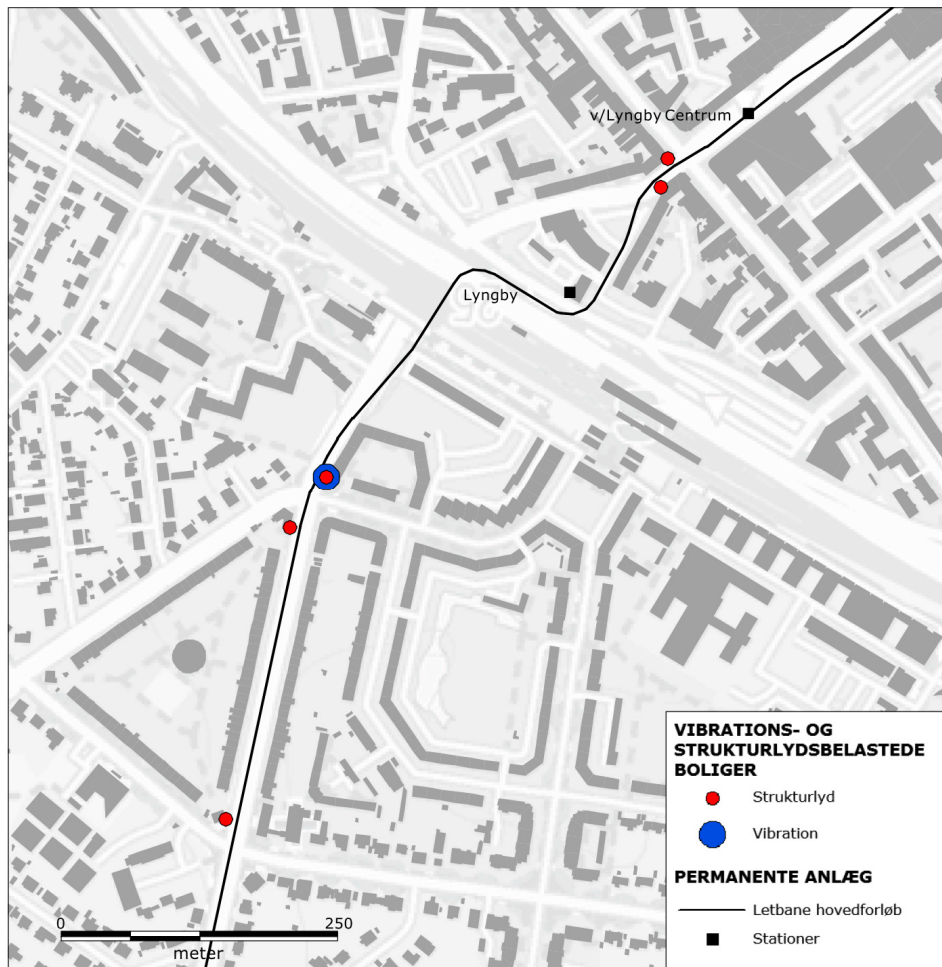 v/Lyngby Centrum
Lyngby
VIBRATIONS- OG
STRUKTURLYDSBELASTEDE
BOLIGER
Strukturlyd
Vibration
PERMANENTE ANLÆG
Letbane hovedforløb
Stationer
0 250
meter